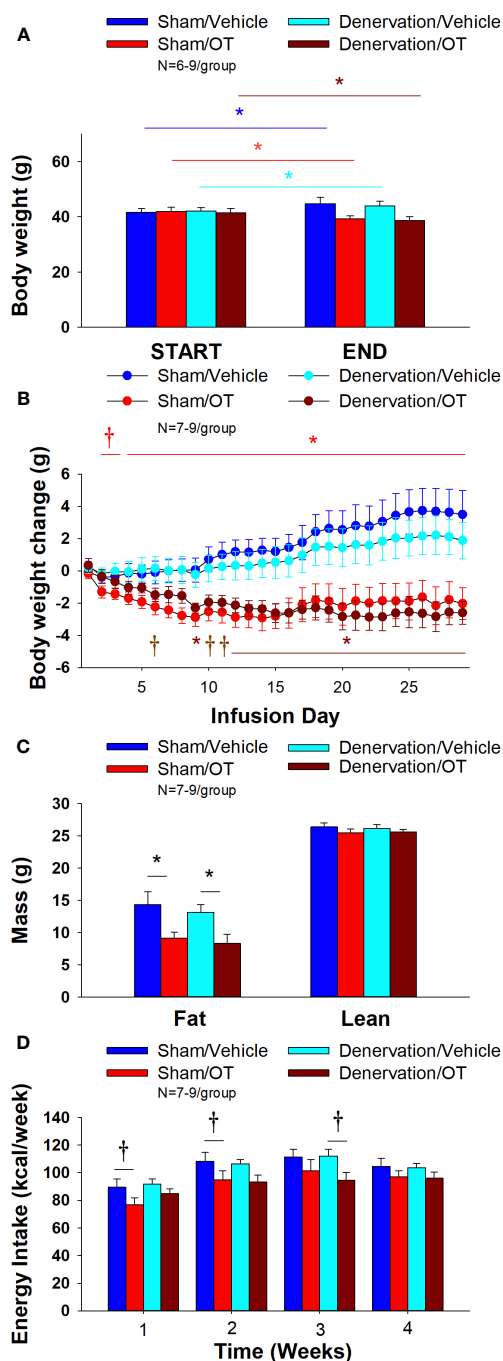 A
Sham/Vehicle Denervation/Vehicle
Sham/OT Denervation/OT
N=6-9/group
*
*
*
*
Body weight (g)
60
40
20
0
START END
B
Sham/Vehicle Denervation/Vehicle
Sham/OT Denervation/OT
N=7-9/group
† *
Body weight change (g)
6
4
2
0
-2
-4
-6
† * † † *
5 10 15 20 25
Infusion Day
C
Sham/Vehicle Denervation/Vehicle
Sham/OT Denervation/OT
N=7-9/group
Mass (g)
30
25
20
15
10
5
0
* *
Fat Lean
D
Sham/Vehicle Denervation/Vehicle
Sham/OT Denervation/OT
N=7-9/group
Energy Intake (kcal/week)
140
120
100
80
60
40
20
0
† † †
1 2 3 4
Time (Weeks)